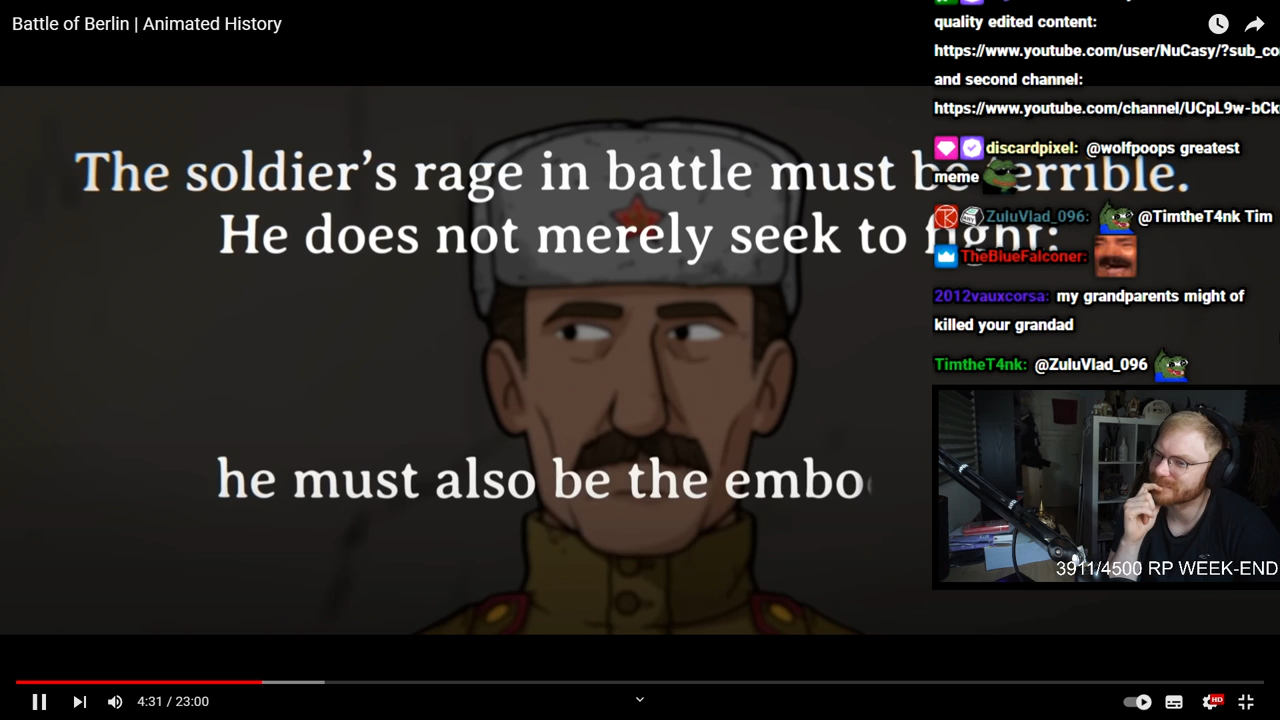 Battle of Berlin | Animated History
quality edited content:
https://www.youtube.com/user/NuCasy/?sub_co
and second channel:
https://www.youtube.com/channel/UCpL9w-bCk
discardpixel: @wolfpoops greatest
meme
ZuluVlad_096: @TimtheT4nk Tim
TheBlueFalconer:
2012vauxcorsa: my grandparents might of
killed your grandad
TimtheT4nk: @ZuluVlad_096
The soldier's rage in battle must be terrible.
He does not merely seek to fight;
he must also be the embo
3911/4500 RP WEEK-END
4:31 / 23:00
HD